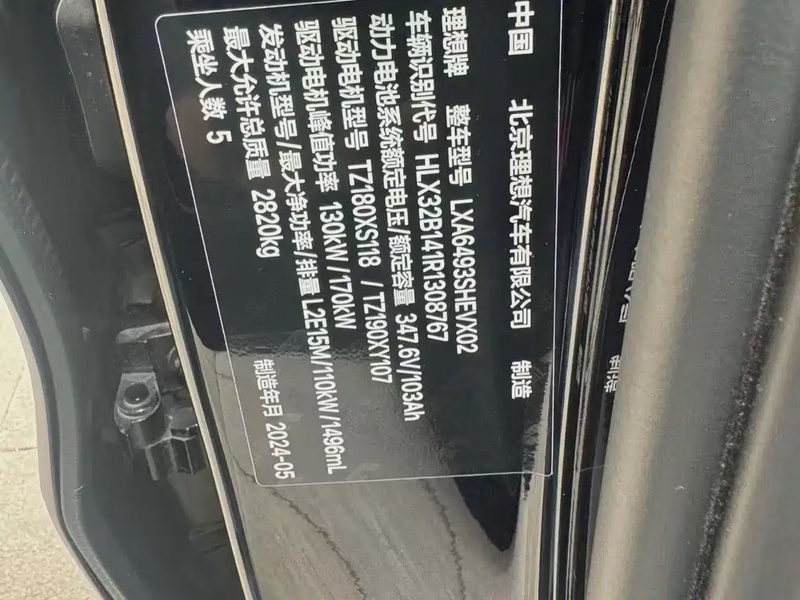 中国 北京理想汽车有限公司 制造
理想牌 整车型号 LXA6493SHEVX02
车辆识别代号 HLX32B141R1308767
动力电池系统额定电压/额定容量 347.6V/103Ah
驱动电机型号 TZ180XS118 /TZ190XY107
驱动电机峰值功率 130kW/170kW
发动机型号/最大净功率/排量 L2E15M/110kW/1496mL
最大允许总质量 2820kg 制造年月 2024-05
乘坐人数 5